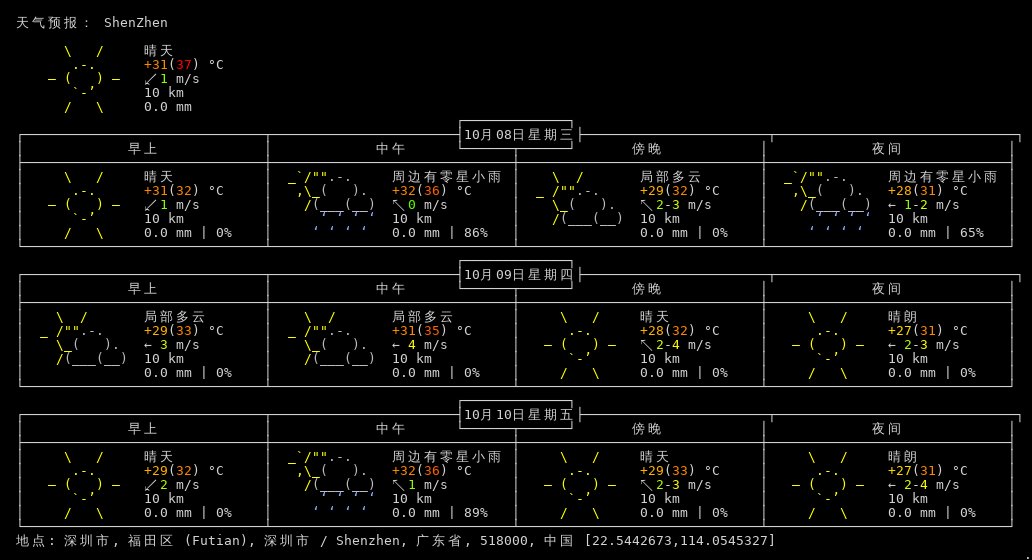 天气预报： ShenZhen
晴天
+31(37) °C
↙1 m/s
10 km
0.0 mm
10月08日星期三
早上 中午 傍晚 夜间
晴天 周边有零星小雨 局部多云 周边有零星小雨
+31(32) °C +32(36) °C +29(32) °C +28(31) °C
↙1 m/s ↖0 m/s ↖2-3 m/s ← 1-2 m/s
10 km 10 km 10 km 10 km
0.0 mm | 0% 0.0 mm | 86% 0.0 mm | 0% 0.0 mm | 65%
10月09日星期四
早上 中午 傍晚 夜间
局部多云 局部多云 晴天 晴朗
+29(33) °C +31(35) °C +28(32) °C +27(31) °C
← 3 m/s ← 4 m/s ↖2-4 m/s ← 2-3 m/s
10 km 10 km 10 km 10 km
0.0 mm | 0% 0.0 mm | 0% 0.0 mm | 0% 0.0 mm | 0%
10月10日星期五
早上 中午 傍晚 夜间
晴天 周边有零星小雨 晴天 晴朗
+29(32) °C +32(36) °C +29(33) °C +27(31) °C
↙2 m/s ↖1 m/s ↖2-3 m/s ← 2-4 m/s
10 km 10 km 10 km 10 km
0.0 mm | 0% 0.0 mm | 89% 0.0 mm | 0% 0.0 mm | 0%
地点: 深圳市, 福田区 (Futian), 深圳市 / Shenzhen, 广东省, 518000, 中国 [22.5442673,114.0545327]